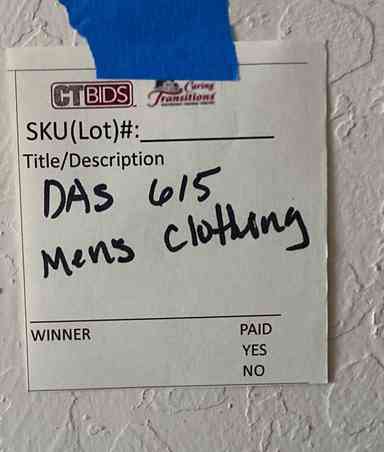 CTBIDS
Caring
Transitions
SKU(Lot)#:
Title/Description
DAs 615
Mens Clothing
WINNER PAID
YES
NO